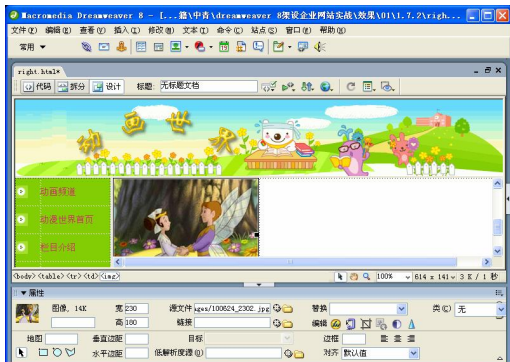 Macromedia Dreamweaver 8 - [...籍\中青\dreamweaver 8架设企业网站实战\效果\01\1.7.2\righ...
文件(F) 编辑(E) 查看(V) 插入(I) 修改(M) 文本(T) 命令(C) 站点(S) 窗口(W) 帮助(H)
常用
right.html*
代码 拆分 设计 标题: 无标题文档
动画世界
动画频道
动漫世界首页
栏目介绍
<body> <table> <tr> <td> <img> 100% 614 x 141 3 K / 1 秒
属性
图像, 14K 宽 230 源文件 ages/100624_2302.jpg 替换 类(C) 无
高 180 链接 编辑
地图 垂直边距 目标 边框
水平边距 低解析度源(O) 对齐 默认值